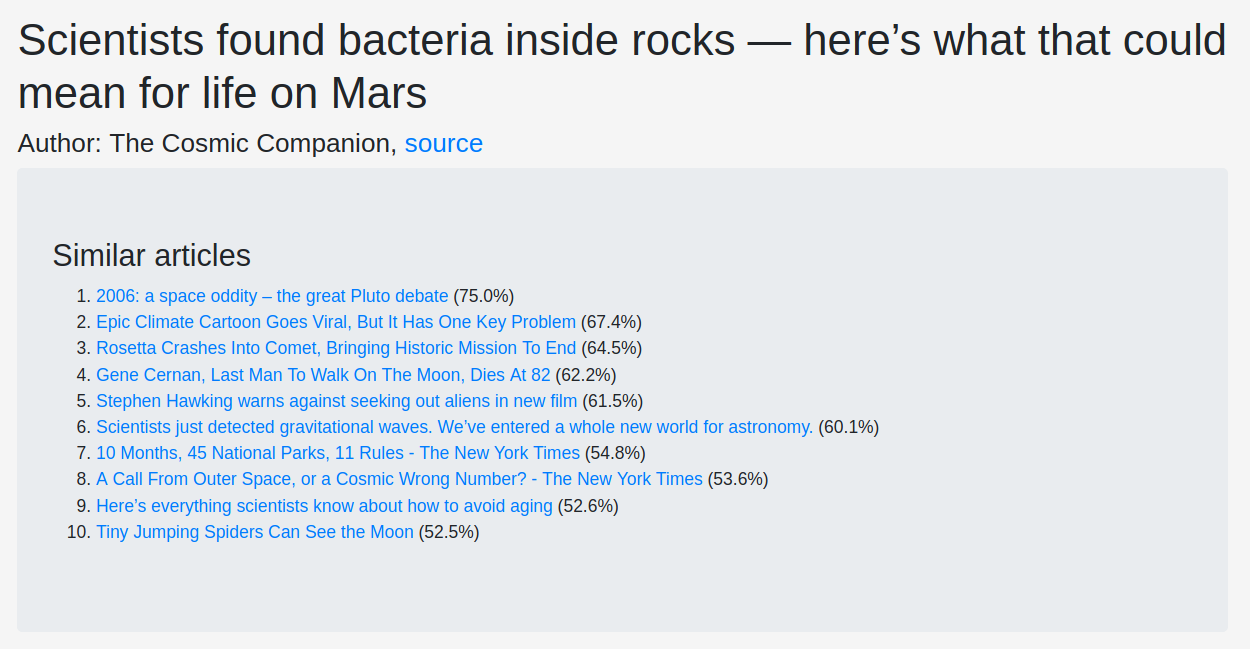 Scientists found bacteria inside rocks — here’s what that could
mean for life on Mars
Author: The Cosmic Companion, source
Similar articles
1. 2006: a space oddity – the great Pluto debate (75.0%)
2. Epic Climate Cartoon Goes Viral, But It Has One Key Problem (67.4%)
3. Rosetta Crashes Into Comet, Bringing Historic Mission To End (64.5%)
4. Gene Cernan, Last Man To Walk On The Moon, Dies At 82 (62.2%)
5. Stephen Hawking warns against seeking out aliens in new film (61.5%)
6. Scientists just detected gravitational waves. We’ve entered a whole new world for astronomy. (60.1%)
7. 10 Months, 45 National Parks, 11 Rules - The New York Times (54.8%)
8. A Call From Outer Space, or a Cosmic Wrong Number? - The New York Times (53.6%)
9. Here’s everything scientists know about how to avoid aging (52.6%)
10. Tiny Jumping Spiders Can See the Moon (52.5%)